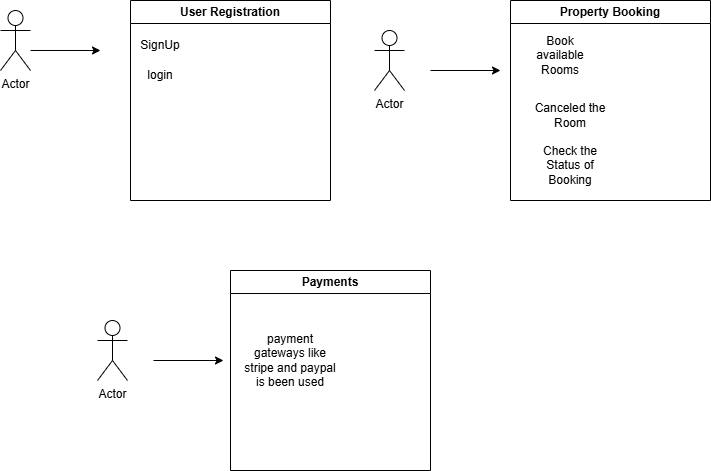 User Registration
SignUp
login
Actor
Property Booking
Book
available
Rooms
Canceled the
Room
Check the
Status of
Booking
Actor
Payments
payment
gateways like
stripe and paypal
is been used
Actor